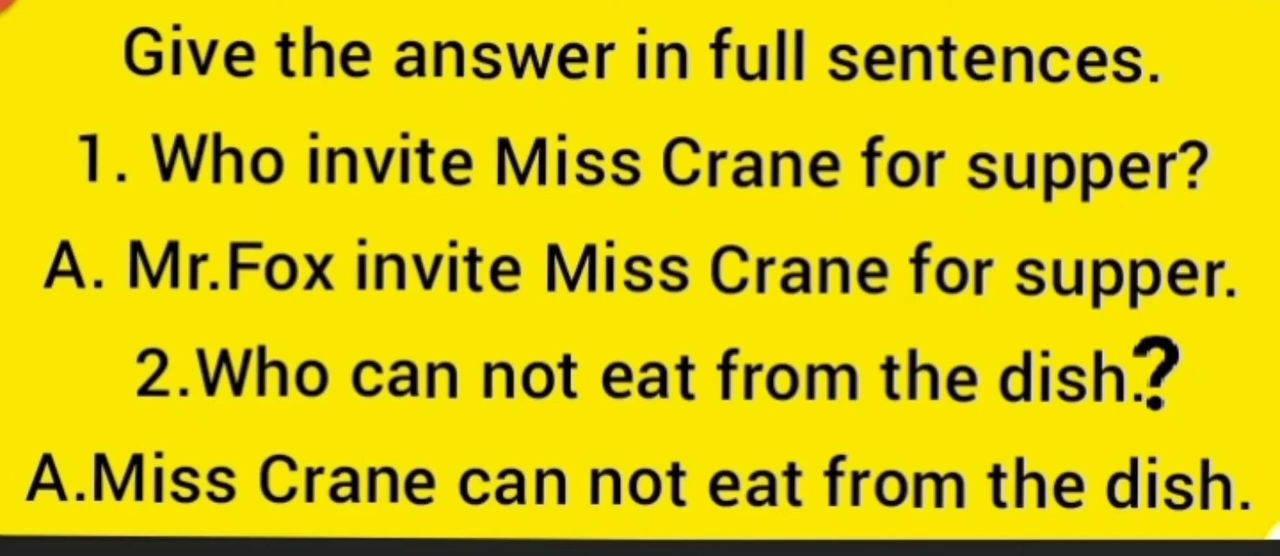 Give the answer in full sentences.
1. Who invite Miss Crane for supper?
A. Mr.Fox invite Miss Crane for supper.
2.Who can not eat from the dish.?
A.Miss Crane can not eat from the dish.